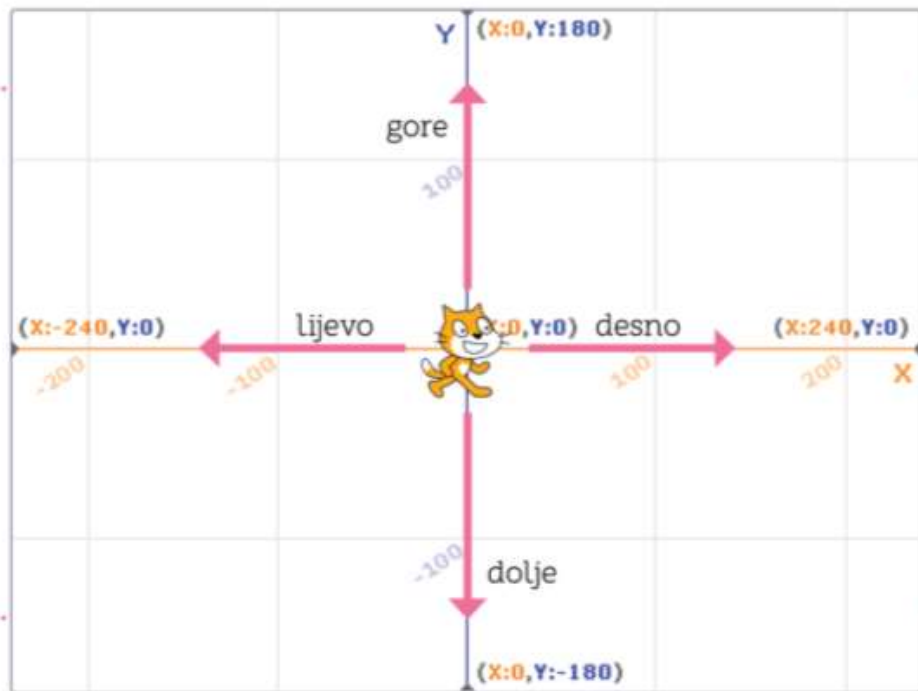 Y (X:0,Y:180)
gore
100
(X:-240,Y:0) lijevo :0,Y:0) desno (X:240,Y:0)
-200 -100 100 200 X
-100 dolje
(X:0,Y:-180)